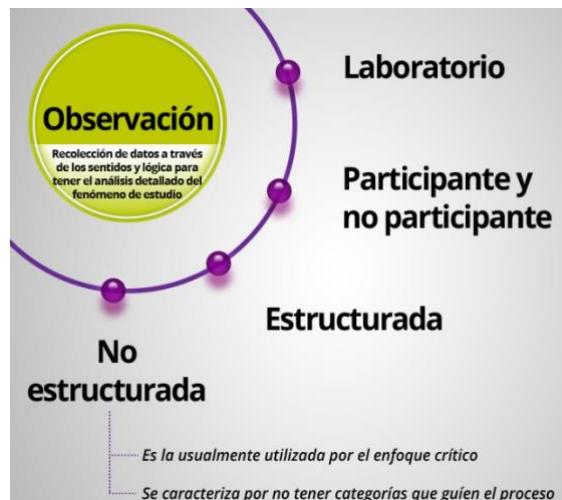 Observación
Recolección de datos a través
de los sentidos y lógica para
tener el análisis detallado del
fenómeno de estudio
Laboratorio
Participante y
no participante
Estructurada
No
estructurada
Es la usualmente utilizada por el enfoque crítico
Se caracteriza por no tener categorías que guíen el proceso